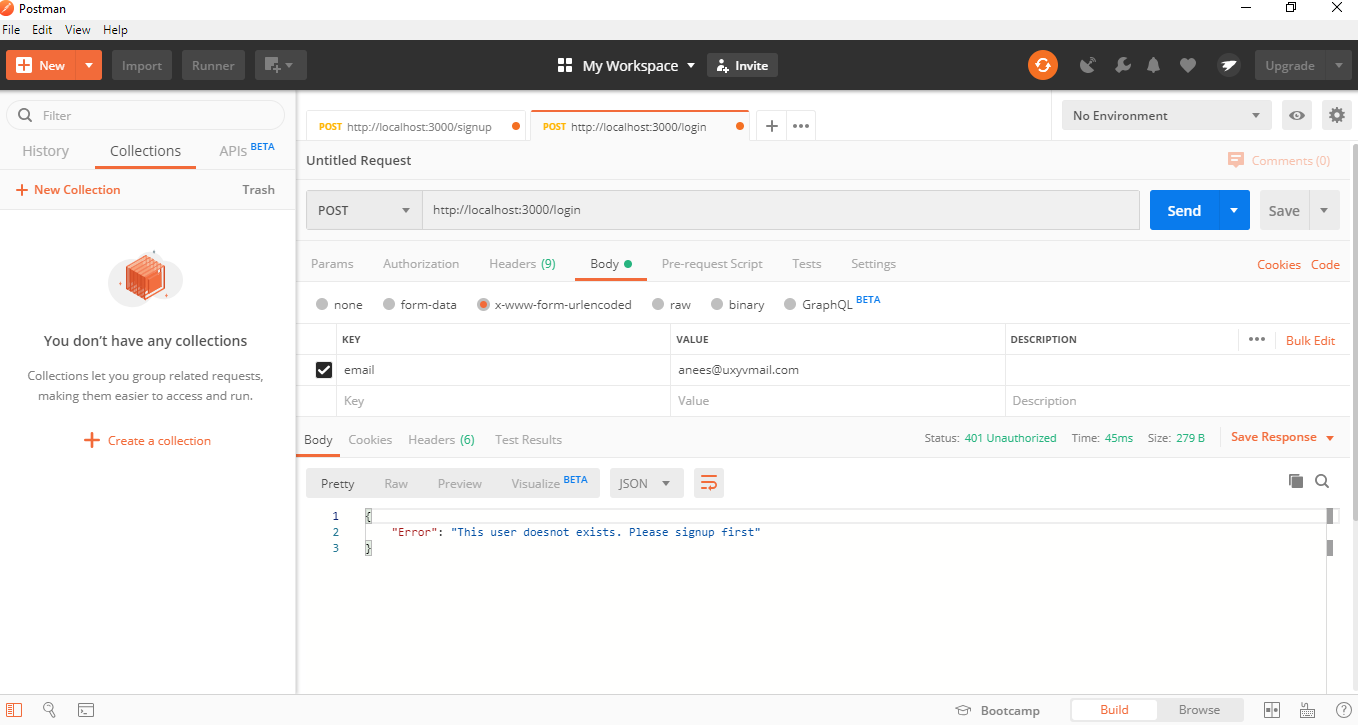 Postman
File Edit View Help
New Import Runner My Workspace Invite Upgrade
Filter
History Collections APIs BETA
New Collection Trash
You don't have any collections
Collections let you group related requests,
making them easier to access and run.
Create a collection
POST http://localhost:3000/signup POST http://localhost:3000/login No Environment
Untitled Request Comments (0)
POST http://localhost:3000/login Send Save
Params Authorization Headers (9) Body Pre-request Script Tests Settings Cookies Code
none form-data x-www-form-urlencoded raw binary GraphQL BETA
KEY VALUE DESCRIPTION Bulk Edit
email anees@uxyvmail.com
Key Value Description
Body Cookies Headers (6) Test Results Status: 401 Unauthorized Time: 45ms Size: 279 B Save Response
Pretty Raw Preview Visualize BETA JSON
1 {
2 "Error": "This user doesnot exists. Please signup first"
3 }
Bootcamp Build Browse